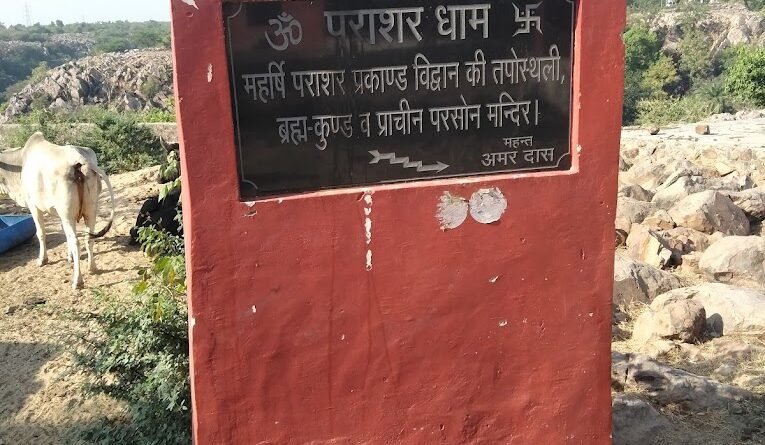 ॐ पराशर धाम 卐
महर्षि पराशर प्रकाण्ड विद्वान की तपोस्थली,
ब्रह्म-कुण्ड व प्राचीन परसोन मन्दिर।
महन्त
अमर दास